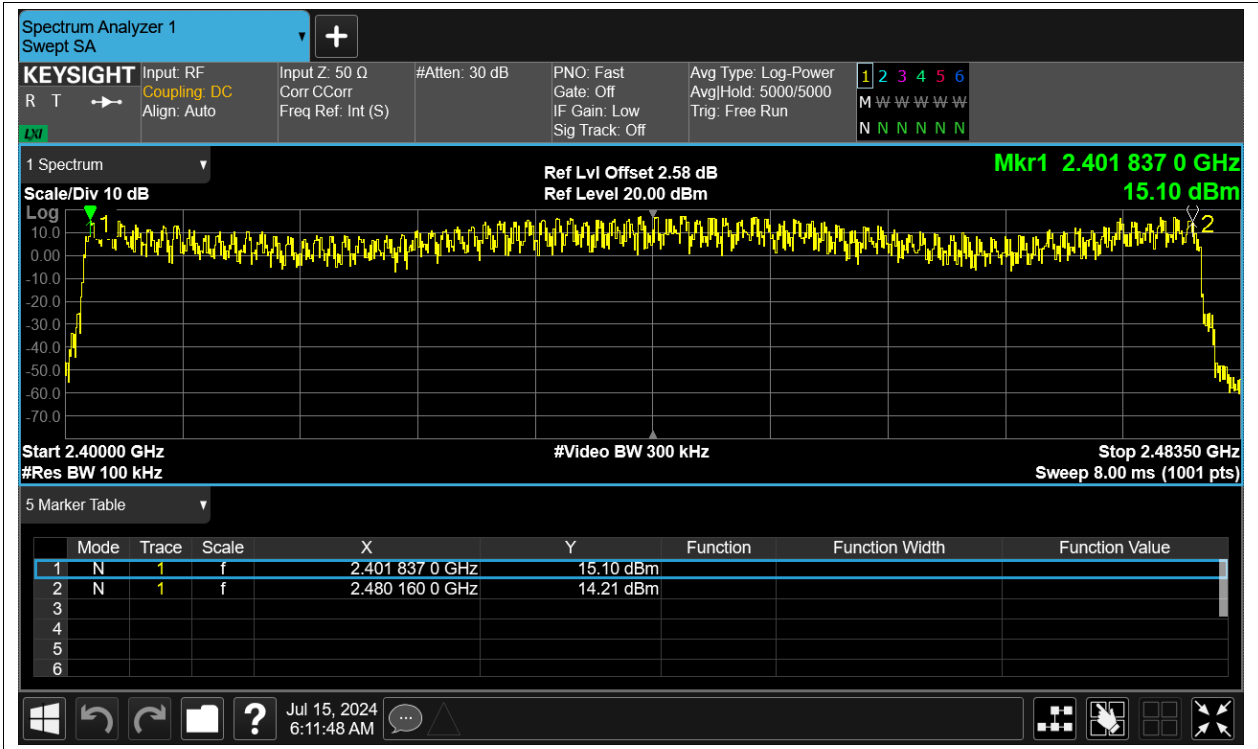 Spectrum Analyzer 1
Swept SA
+
KEYSIGHT
R T
LXI
Input: RF
Coupling: DC
Align: Auto
Input Z: 50 Ω
Corr CCorr
Freq Ref: Int (S)
#Atten: 30 dB
PNO: Fast
Gate: Off
IF Gain: Low
Sig Track: Off
Avg Type: Log-Power
Avg|Hold: 5000/5000
Trig: Free Run
1 2 3 4 5 6
M W W W W W
N N N N N N
1 Spectrum
Scale/Div 10 dB
Ref Lvl Offset 2.58 dB
Ref Level 20.00 dBm
Mkr1 2.401 837 0 GHz
15.10 dBm
Log
10.0
0.00
-10.0
-20.0
-30.0
-40.0
-50.0
-60.0
-70.0
1
2
Start 2.40000 GHz
#Res BW 100 kHz
#Video BW 300 kHz
Stop 2.48350 GHz
Sweep 8.00 ms (1001 pts)
5 Marker Table
Mode Trace Scale X Y Function Function Width Function Value
1 N 1 f 2.401 837 0 GHz 15.10 dBm
2 N 1 f 2.480 160 0 GHz 14.21 dBm
3
4
5
6
?
Jul 15, 2024
6:11:48 AM